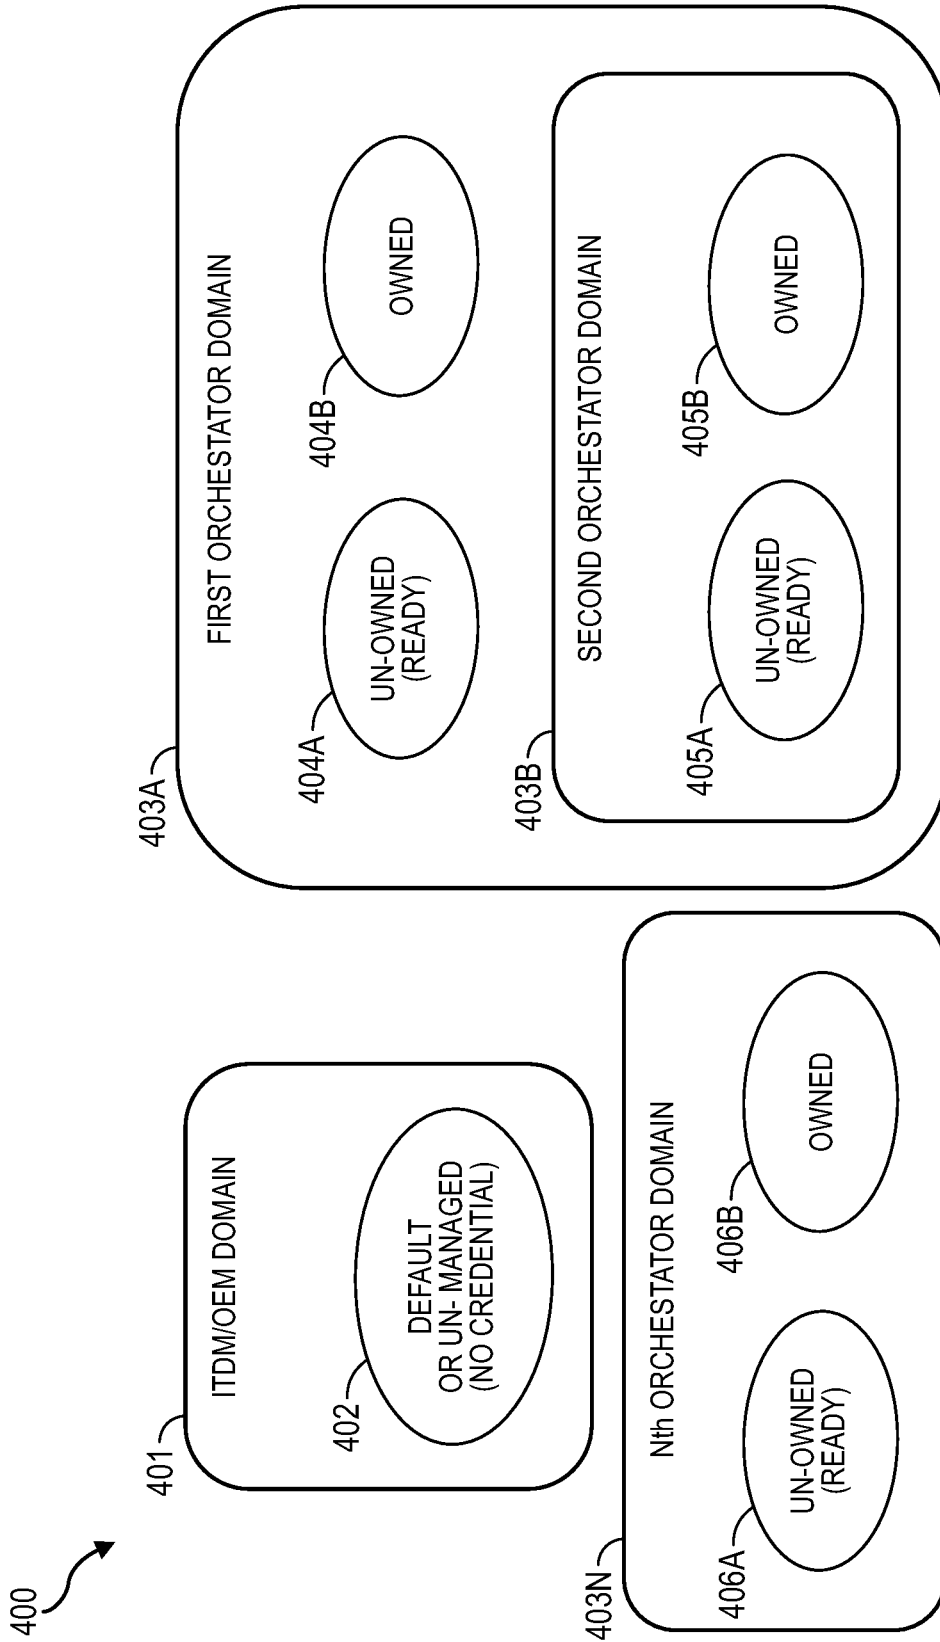 400
401
ITDM/OEM DOMAIN
402
DEFAULT
OR UN- MANAGED
(NO CREDENTIAL)
403A
FIRST ORCHESTATOR DOMAIN
404A
UN-OWNED
(READY)
404B
OWNED
403B
SECOND ORCHESTATOR DOMAIN
405A
UN-OWNED
(READY)
405B
OWNED
403N
Nth ORCHESTATOR DOMAIN
406A
UN-OWNED
(READY)
406B
OWNED